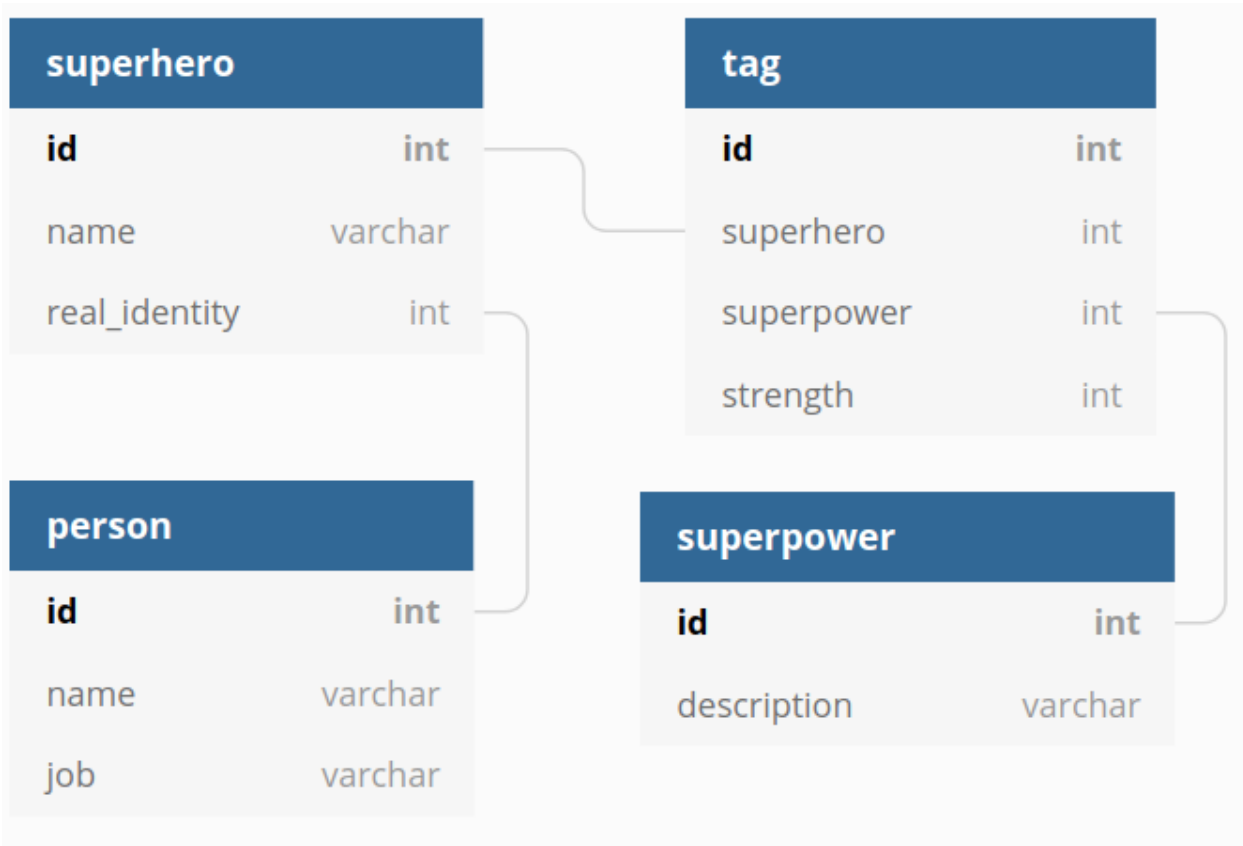 superhero
id int
name varchar
real_identity int
tag
id int
superhero int
superpower int
strength int
person
id int
name varchar
job varchar
superpower
id int
description varchar